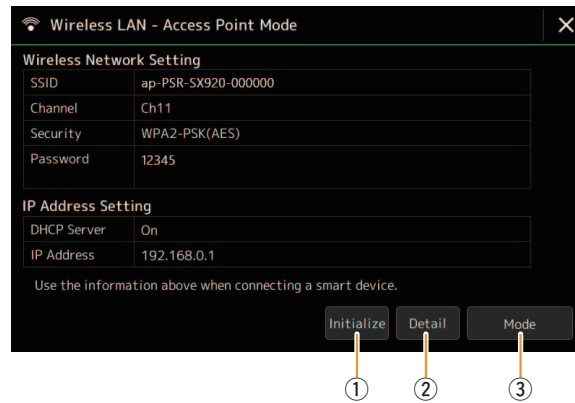 Wireless LAN - Access Point Mode
Wireless Network Setting
SSID ap-PSR-SX920-000000
Channel Ch11
Security WPA2-PSK(AES)
Password 12345
IP Address Setting
DHCP Server On
IP Address 192.168.0.1
Use the information above when connecting a smart device.
Initialize Detail Mode
① ② ③